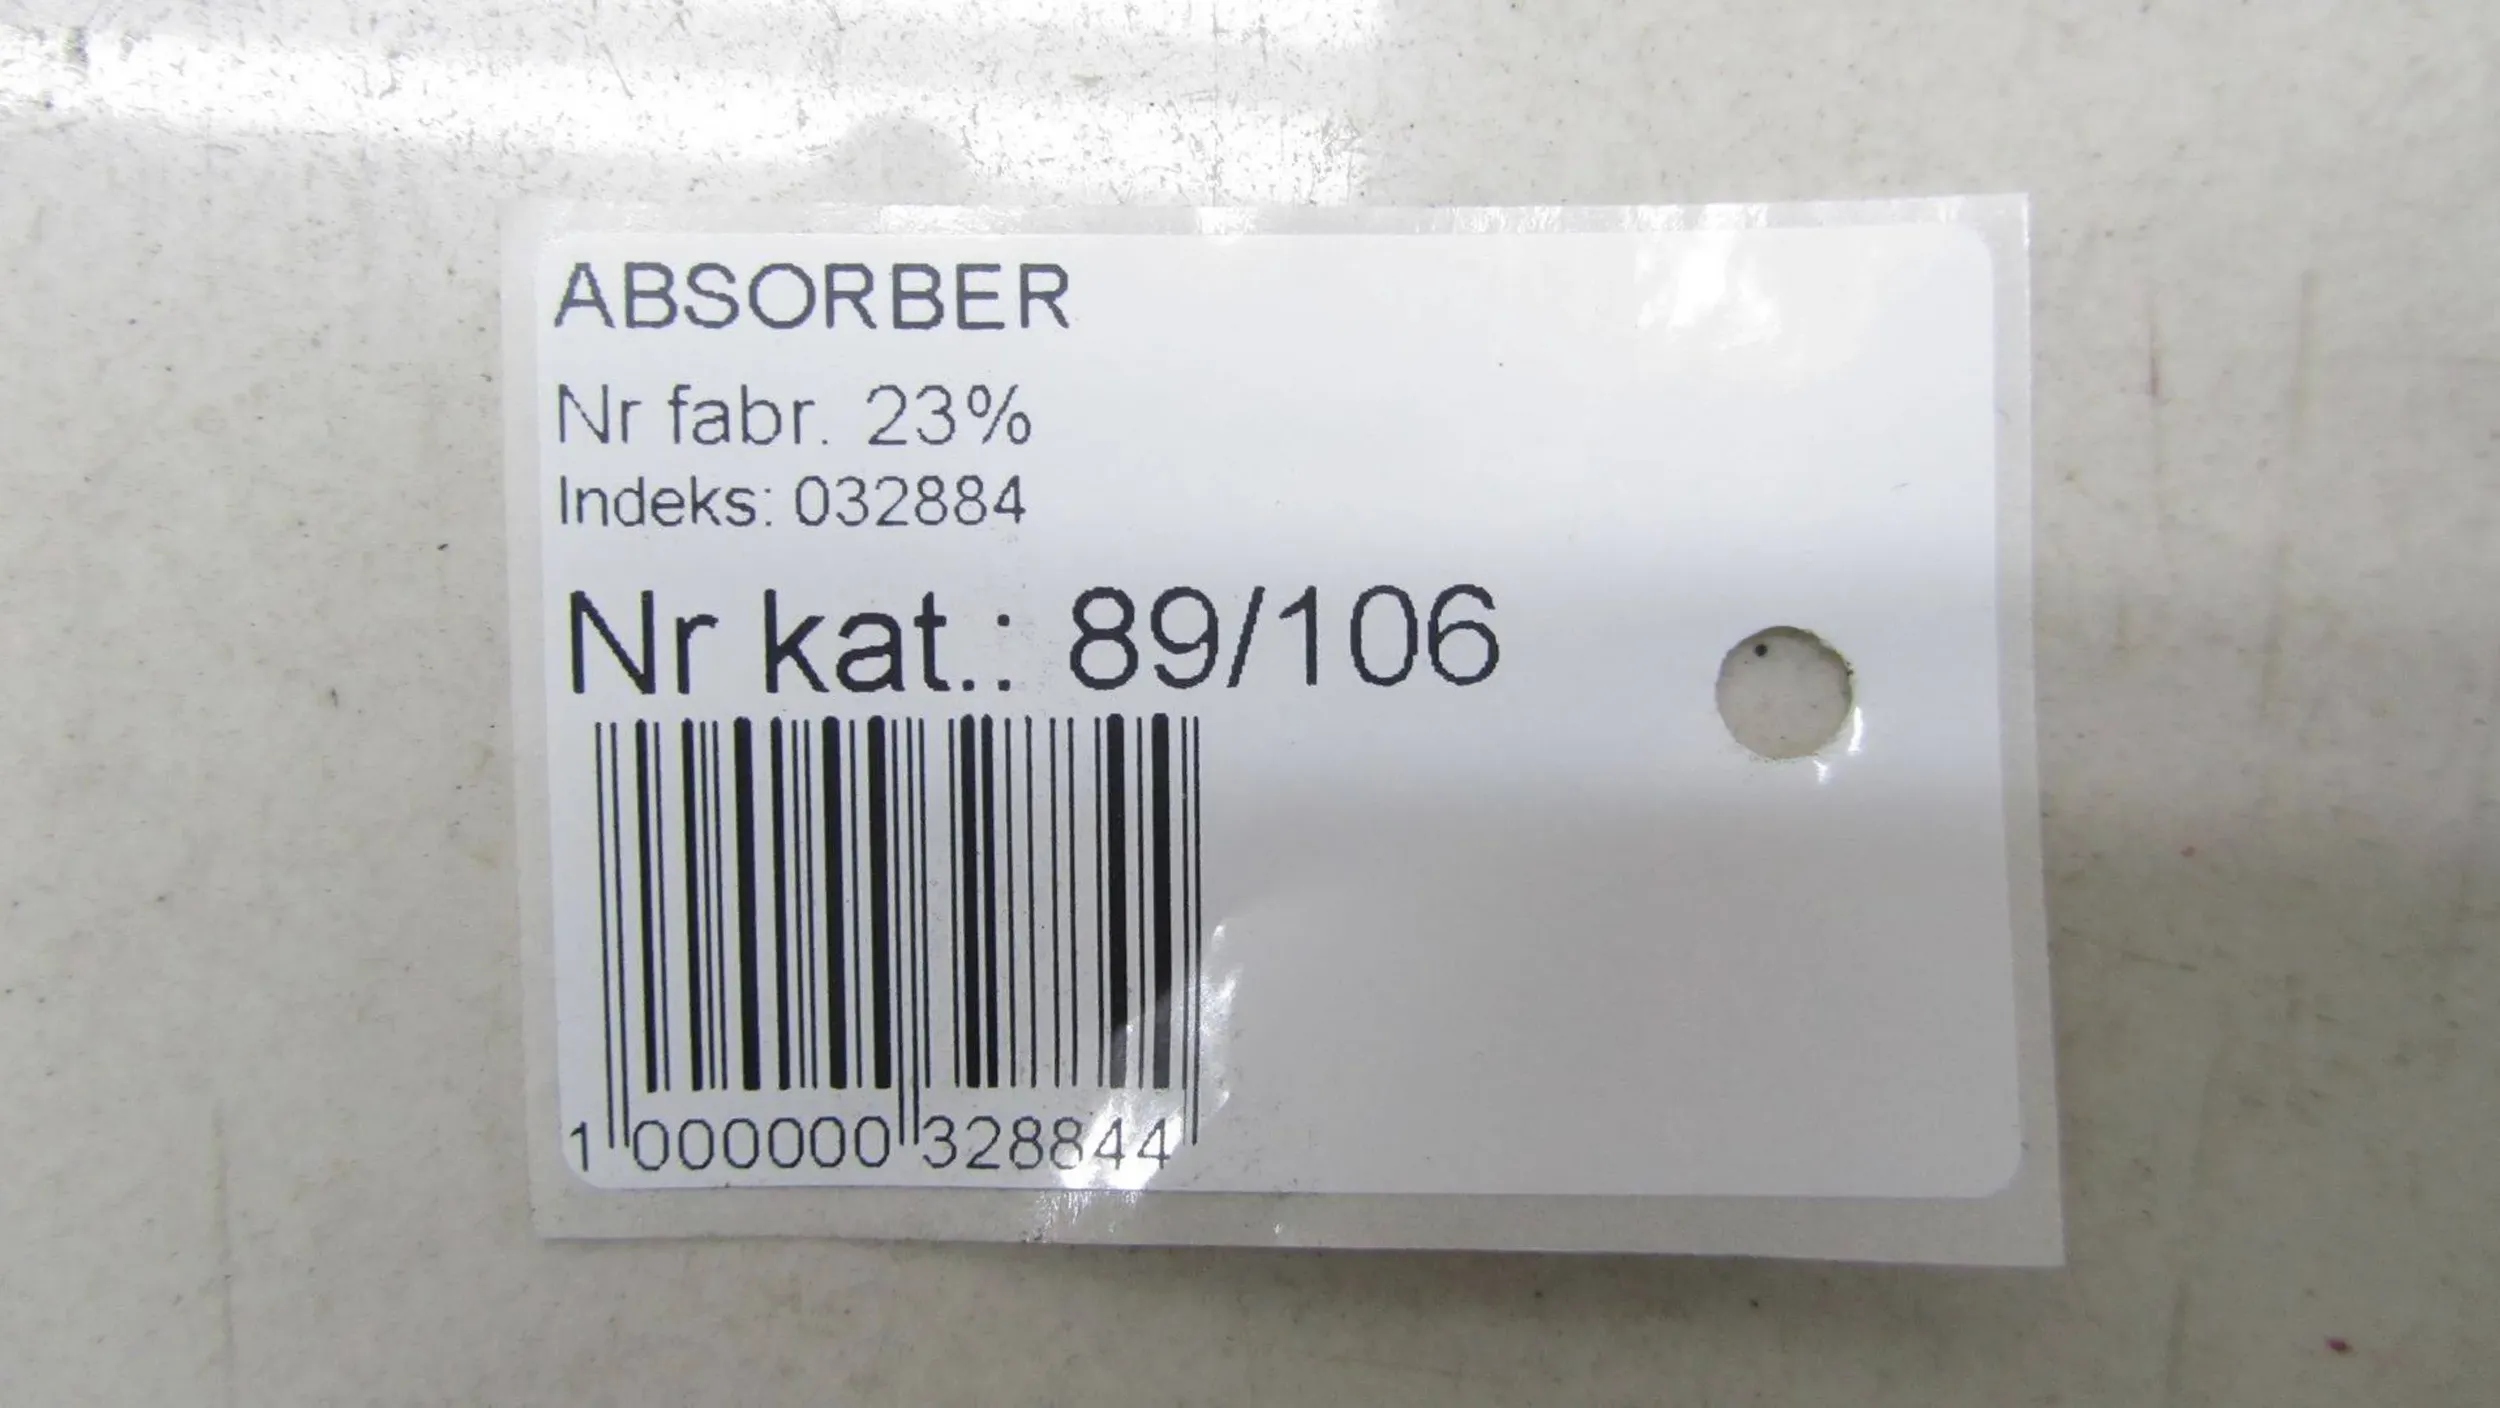 ABSORBER
Nr fabr. 23%
Indeks: 032884
Nr kat.: 89/106
1 000000 328844